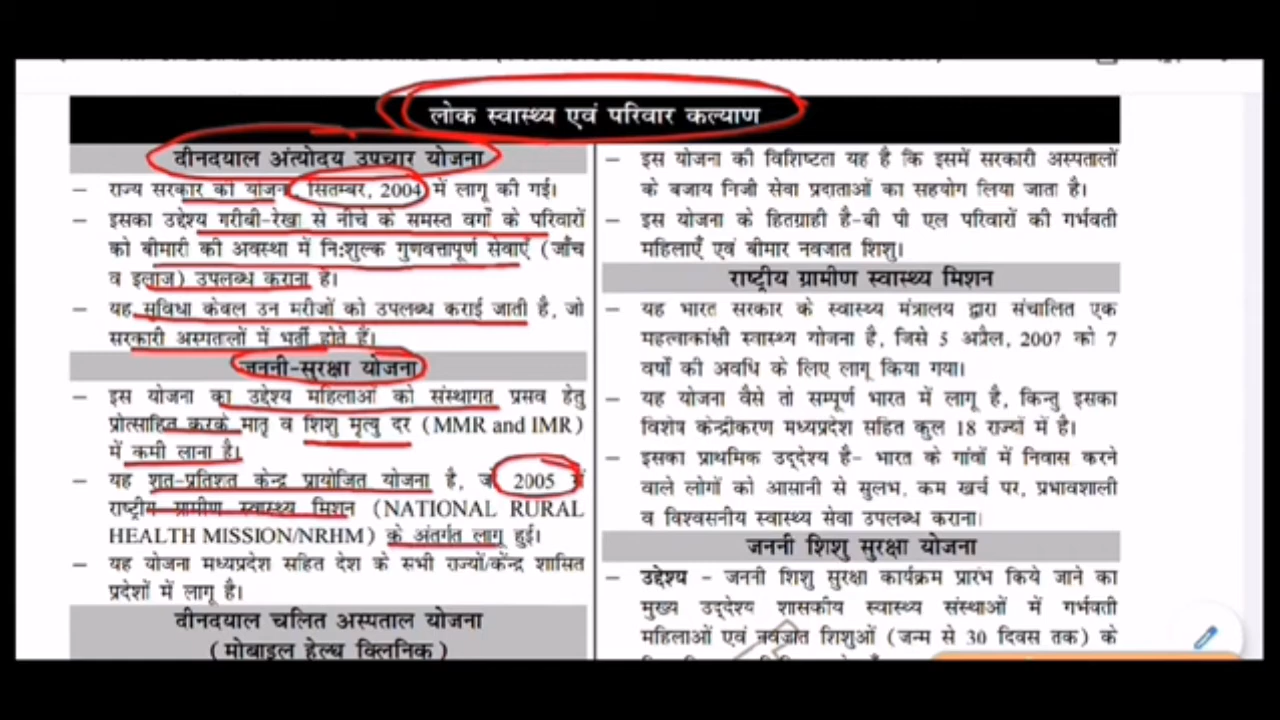 लोक स्वास्थ्य एवं परिवार कल्याण
दीनदयाल अंत्योदय उपचार योजना
– राज्य सरकार की योजना, सितम्बर, 2004 में लागू की गई।
– इसका उद्देश्य गरीबी-रेखा से नीचे के समस्त वर्गों के परिवारों
को बीमारी की अवस्था में नि:शुल्क गुणवत्तापूर्ण सेवाएँ (जाँच
व इलाज) उपलब्ध कराना है।
– यह सुविधा केवल उन मरीजों को उपलब्ध कराई जाती है, जो
सरकारी अस्पतालों में भर्ती होते हैं।
जननी-सुरक्षा योजना
– इस योजना का उद्देश्य महिलाओं को संस्थागत प्रसव हेतु
प्रोत्साहित करके मातृ व शिशु मृत्यु दर (MMR and IMR)
में कमी लाना है।
– यह शत-प्रतिशत केन्द्र प्रायोजित योजना है, जो 2005 में
राष्ट्रीय ग्रामीण स्वास्थ्य मिशन (NATIONAL RURAL
HEALTH MISSION/NRHM) के अंतर्गत लागू हुई।
– यह योजना मध्यप्रदेश सहित देश के सभी राज्यों/केंन्द्र शासित
प्रदेशों में लागू है।
दीनदयाल चलित अस्पताल योजना
(मोबाइल हेल्थ क्लिनिक)
– इस योजना की विशिष्टता यह है कि इसमें सरकारी अस्पतालों
के बजाय निजी सेवा प्रदाताओं का सहयोग लिया जाता है।
– इस योजना के हितग्राही है-बी पी एल परिवारों की गर्भवती
महिलाएँ एवं बीमार नवजात शिशु।
राष्ट्रीय ग्रामीण स्वास्थ्य मिशन
– यह भारत सरकार के स्वास्थ्य मंत्रालय द्वारा संचालित एक
महत्वाकांक्षी स्वास्थ्य योजना है, जिसे 5 अप्रैल, 2007 को 7
वर्षों की अवधि के लिए लागू किया गया।
– यह योजना वैसे तो सम्पूर्ण भारत में लागू है, किन्तु इसका
विशेष केन्द्रीकरण मध्यप्रदेश सहित कुल 18 राज्यों में है।
– इसका प्राथमिक उद्देश्य है- भारत के गांवों में निवास करने
वाले लोगों को आसानी से सुलभ, कम खर्च पर, प्रभावशाली
व विश्वसनीय स्वास्थ्य सेवा उपलब्ध कराना।
जननी शिशु सुरक्षा योजना
– उद्देश्य - जननी शिशु सुरक्षा कार्यक्रम प्रारंभ किये जाने का
मुख्य उद्देश्य शासकीय स्वास्थ्य संस्थाओं में गर्भवती
महिलाओं एवं नवजात शिशुओं (जन्म से 30 दिवस तक) के